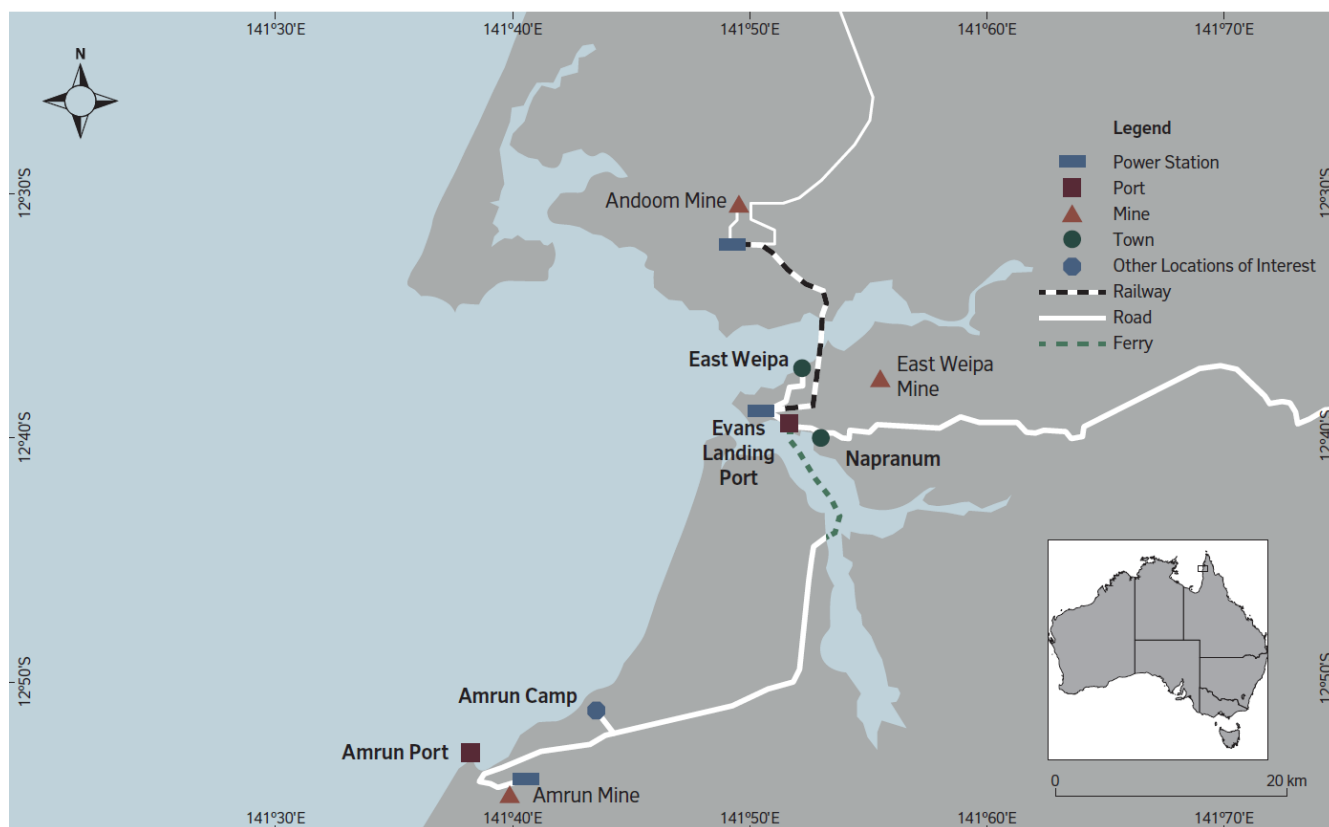 141°30'E
141°40'E
141°50'E
141°60'E
141°70'E
N
Legend
Power Station
Port
Mine
Town
Other Locations of Interest
Railway
Road
Ferry
12°30'S
12°30'S
Andoom Mine
East Weipa
East Weipa
Mine
12°40'S
12°40'S
Evans
Landing
Port
Napranum
12°50'S
12°50'S
Amrun Camp
Amrun Port
Amrun Mine
0
20 km
141°30'E
141°40'E
141°50'E
141°60'E
141°70'E